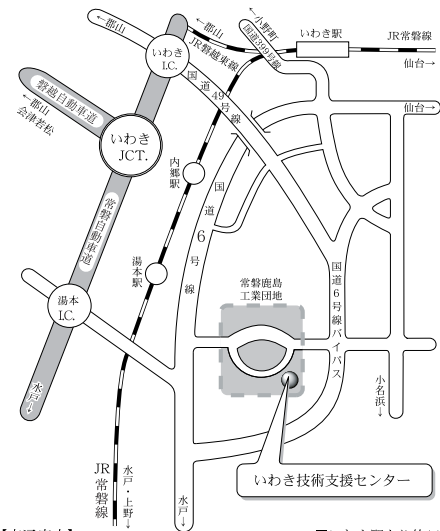 ←郡山
いわき
I.C.
←郡山
JR磐越東線
←小野町
国道399号線
いわき駅
JR常磐線
仙台→
磐越自動車道
←郡山
会津若松
国道49号線
仙台→
いわき
JCT.
内郷駅
国道6号線
常磐自動車道
湯本駅
常磐鹿島
工業団地
国道6号線バイパス
湯本
I.C.
水戸→
小名浜→
JR常磐線
水戸・上野→
水戸→
いわき技術支援センター